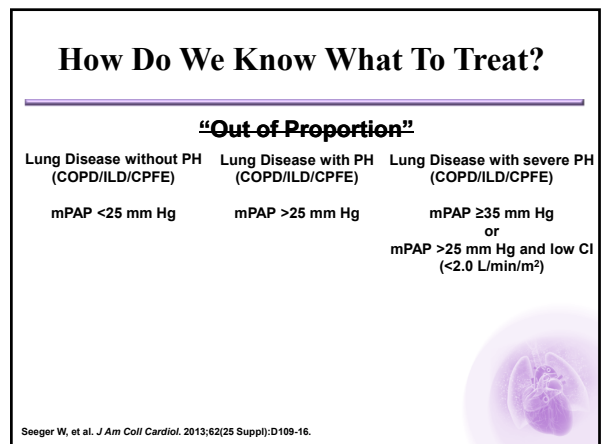 How Do We Know What To Treat?
“Out of Proportion”
Lung Disease without PH
(COPD/ILD/CPFE)
mPAP <25 mm Hg
Lung Disease with PH
(COPD/ILD/CPFE)
mPAP >25 mm Hg
Lung Disease with severe PH
(COPD/ILD/CPFE)
mPAP ≥35 mm Hg
or
mPAP >25 mm Hg and low CI
(<2.0 L/min/m²)
Seeger W, et al. J Am Coll Cardiol. 2013;62(25 Suppl):D109-16.